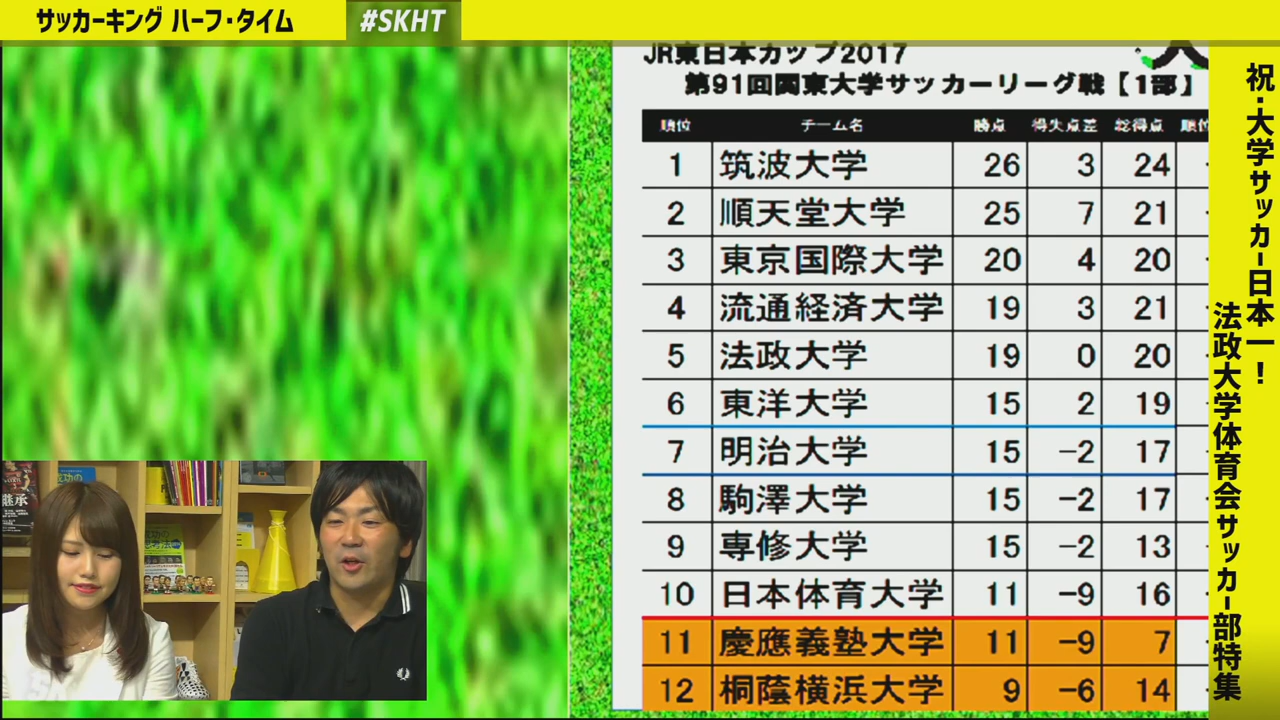 サッカーキング ハーフ・タイム
#SKHT
祝・大学サッカー日本一！
法政大学体育会サッカー部特集
JR東日本カップ2017
第91回関東大学サッカーリーグ戦【1部】
順位 チーム名 勝点 得失点差 総得点 順位
1 筑波大学 26 3 24
2 順天堂大学 25 7 21
3 東京国際大学 20 4 20
4 流通経済大学 19 3 21
5 法政大学 19 0 20
6 東洋大学 15 2 19
7 明治大学 15 −2 17
8 駒澤大学 15 −2 17
9 専修大学 15 −2 13
10 日本体育大学 11 −9 16
11 慶應義塾大学 11 −9 7
12 桐蔭横浜大学 9 −6 14
継承
成功の